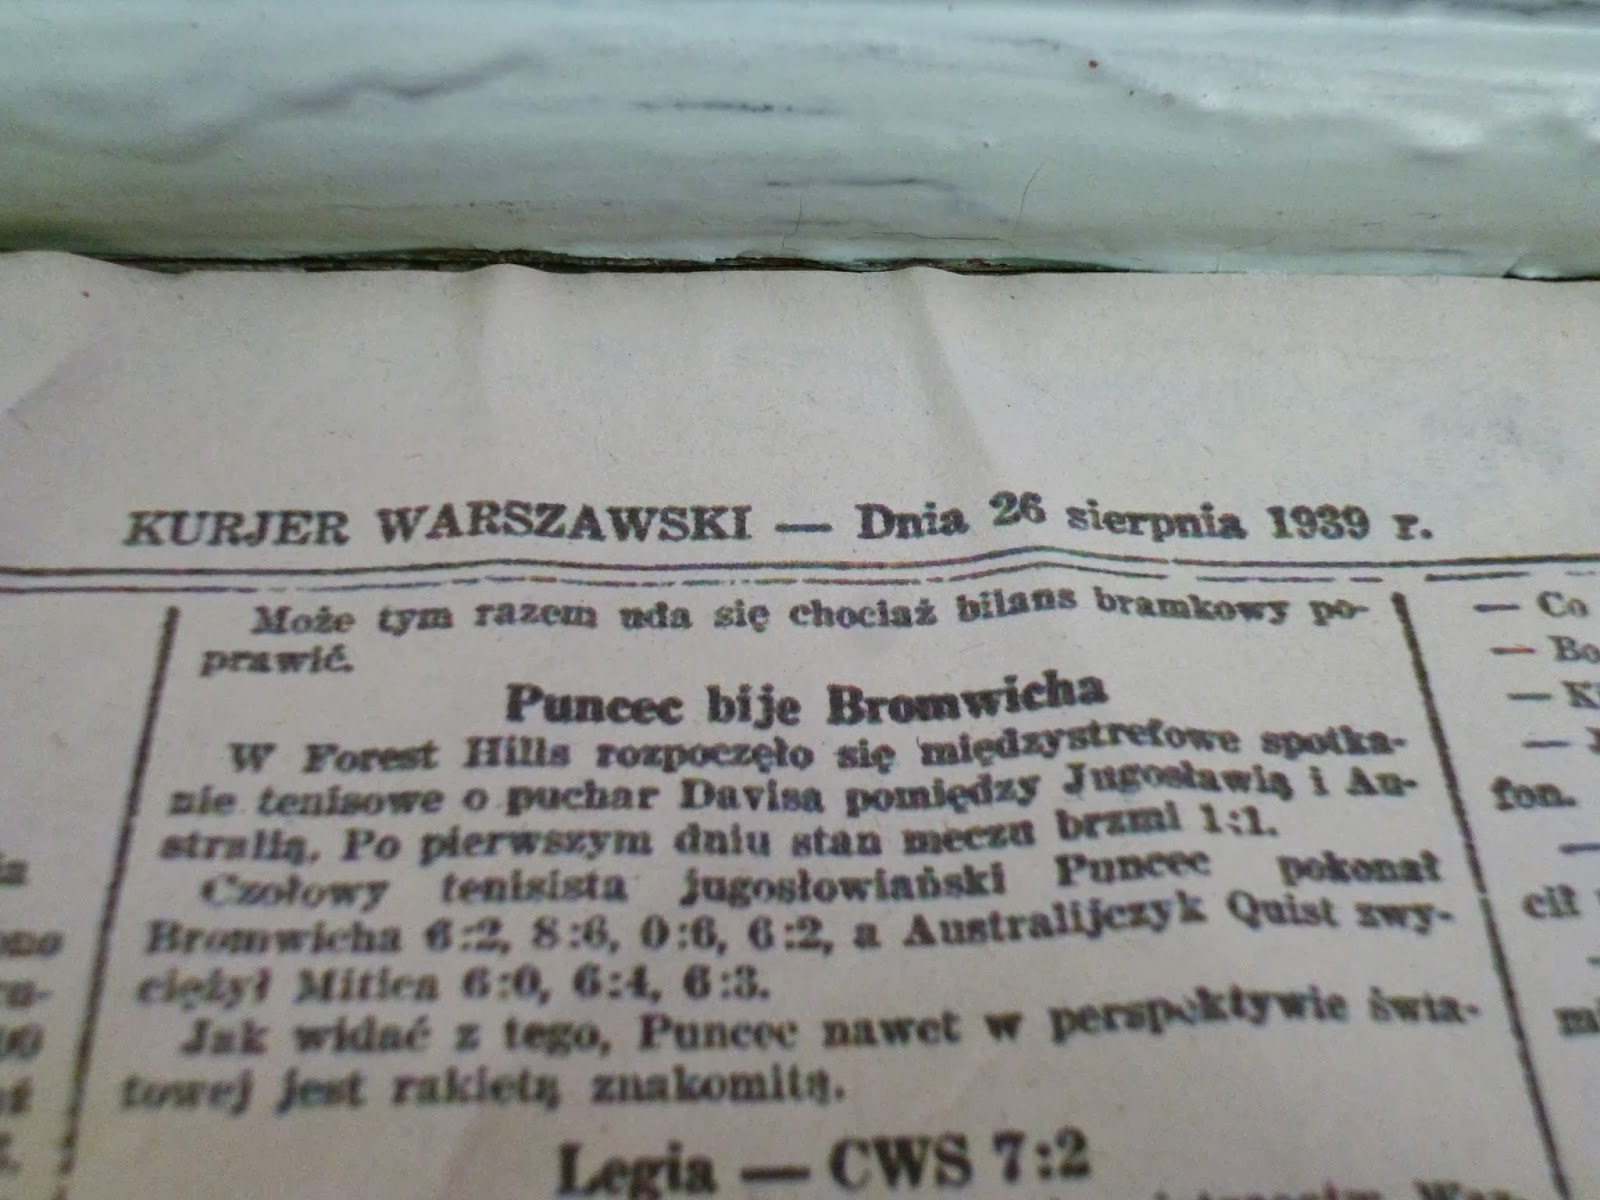 KURJER WARSZAWSKI — Dnia 26 sierpnia 1939 r.
Może tym razem uda się chociaż bilans bramkowy po-
prawić.
Puncec bije Bromwicha
W Forest Hills rozpoczęło się międzystrefowe spotka-
nie tenisowe o puchar Davisa pomiędzy Jugosławią i Au-
stralią. Po pierwszym dniu stan meczu brzmi 1:1.
Czołowy tenisista jugosłowiański Puncec pokonał
Bromwicha 6:2, 8:6, 0:6, 6:2, a Australijczyk Quist zwy-
ciężył Mitica 6:0, 6:4, 6:3.
Jak widać z tego, Puncec nawet w perspektywie świa-
towej jest rakietą znakomitą.
Legia — CWS 7:2
— Co
— Bo
fon.